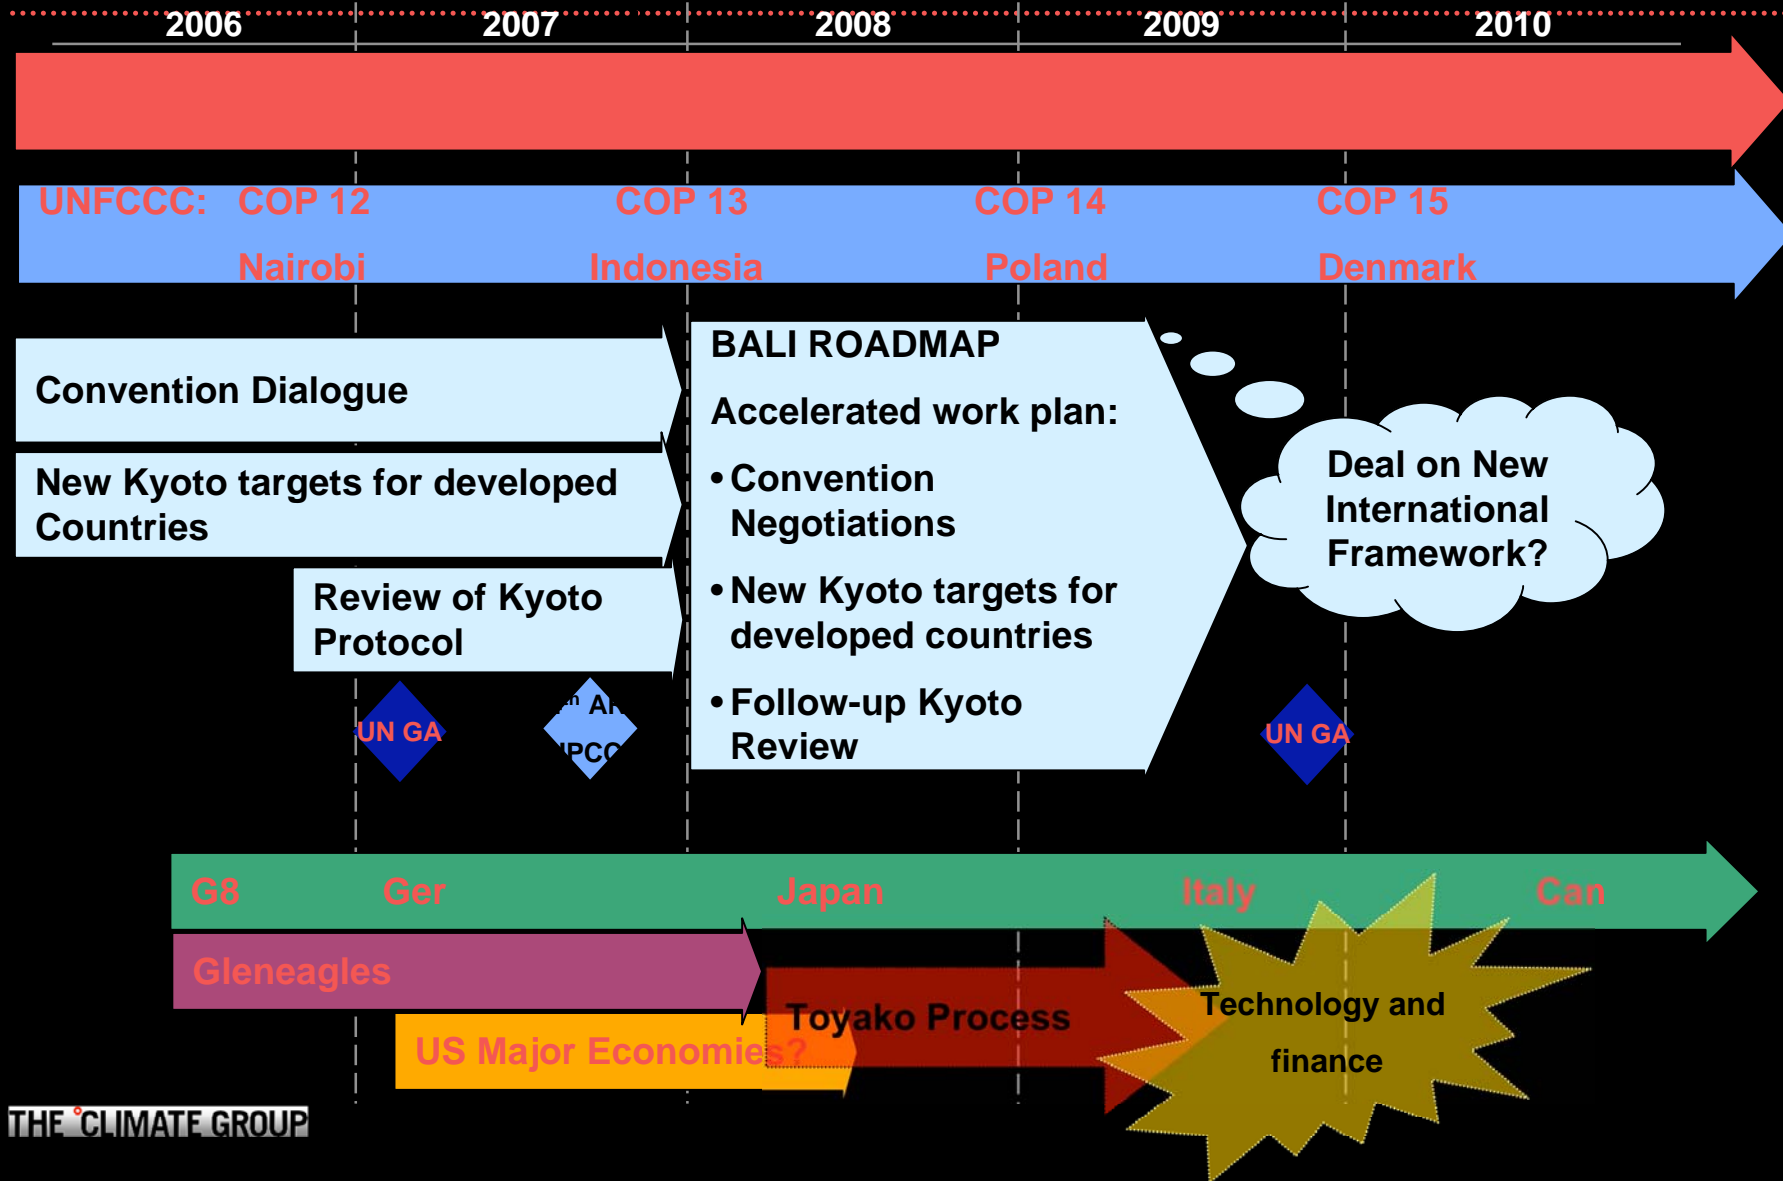 2006 2007 2008 2009 2010
UNFCCC: COP 12 COP 13 COP 14 COP 15
Nairobi Indonesia Poland Denmark
Convention Dialogue
New Kyoto targets for developed
Countries
Review of Kyoto
Protocol
BALI ROADMAP
Accelerated work plan:
• Convention
Negotiations
• New Kyoto targets for
developed countries
• Follow-up Kyoto
Review
Deal on New
International
Framework?
UN GA
IPCC
UN GA
G8 Ger Japan Italy Can
Gleneagles
US Major Economies?
Toyako Process
Technology and
finance
THE °CLIMATE GROUP